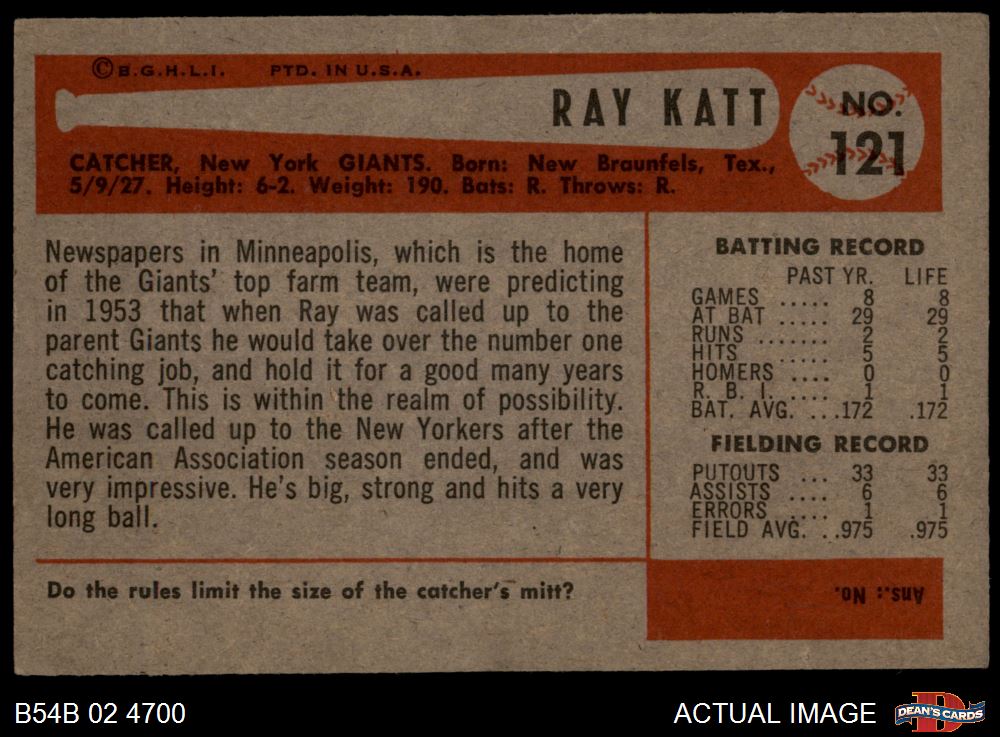 ©B.G.H.L.I. PTD. IN U.S.A.
RAY KATT
NO.
121
CATCHER, New York GIANTS. Born: New Braunfels, Tex.,
5/9/27. Height: 6-2. Weight: 190. Bats: R. Throws: R.
Newspapers in Minneapolis, which is the home
of the Giants' top farm team, were predicting
in 1953 that when Ray was called up to the
parent Giants he would take over the number one
catching job, and hold it for a good many years
to come. This is within the realm of possibility.
He was called up to the New Yorkers after the
American Association season ended, and was
very impressive. He's big, strong and hits a very
long ball.
BATTING RECORD
PAST YR. LIFE
GAMES ..... 8 8
AT BAT ..... 29 29
RUNS ....... 2 2
HITS ..... 5 5
HOMERS .... 0 0
R. B. I. .... 1 1
BAT. AVG. ...172 .172
FIELDING RECORD
PUTOUTS ... 33 33
ASSISTS .... 6 6
ERRORS .... 1 1
FIELD AVG. ..975 .975
Do the rules limit the size of the catcher's mitt?
Ans.: No.
B54B 02 4700
ACTUAL IMAGE
D
DEAN'S CARDS